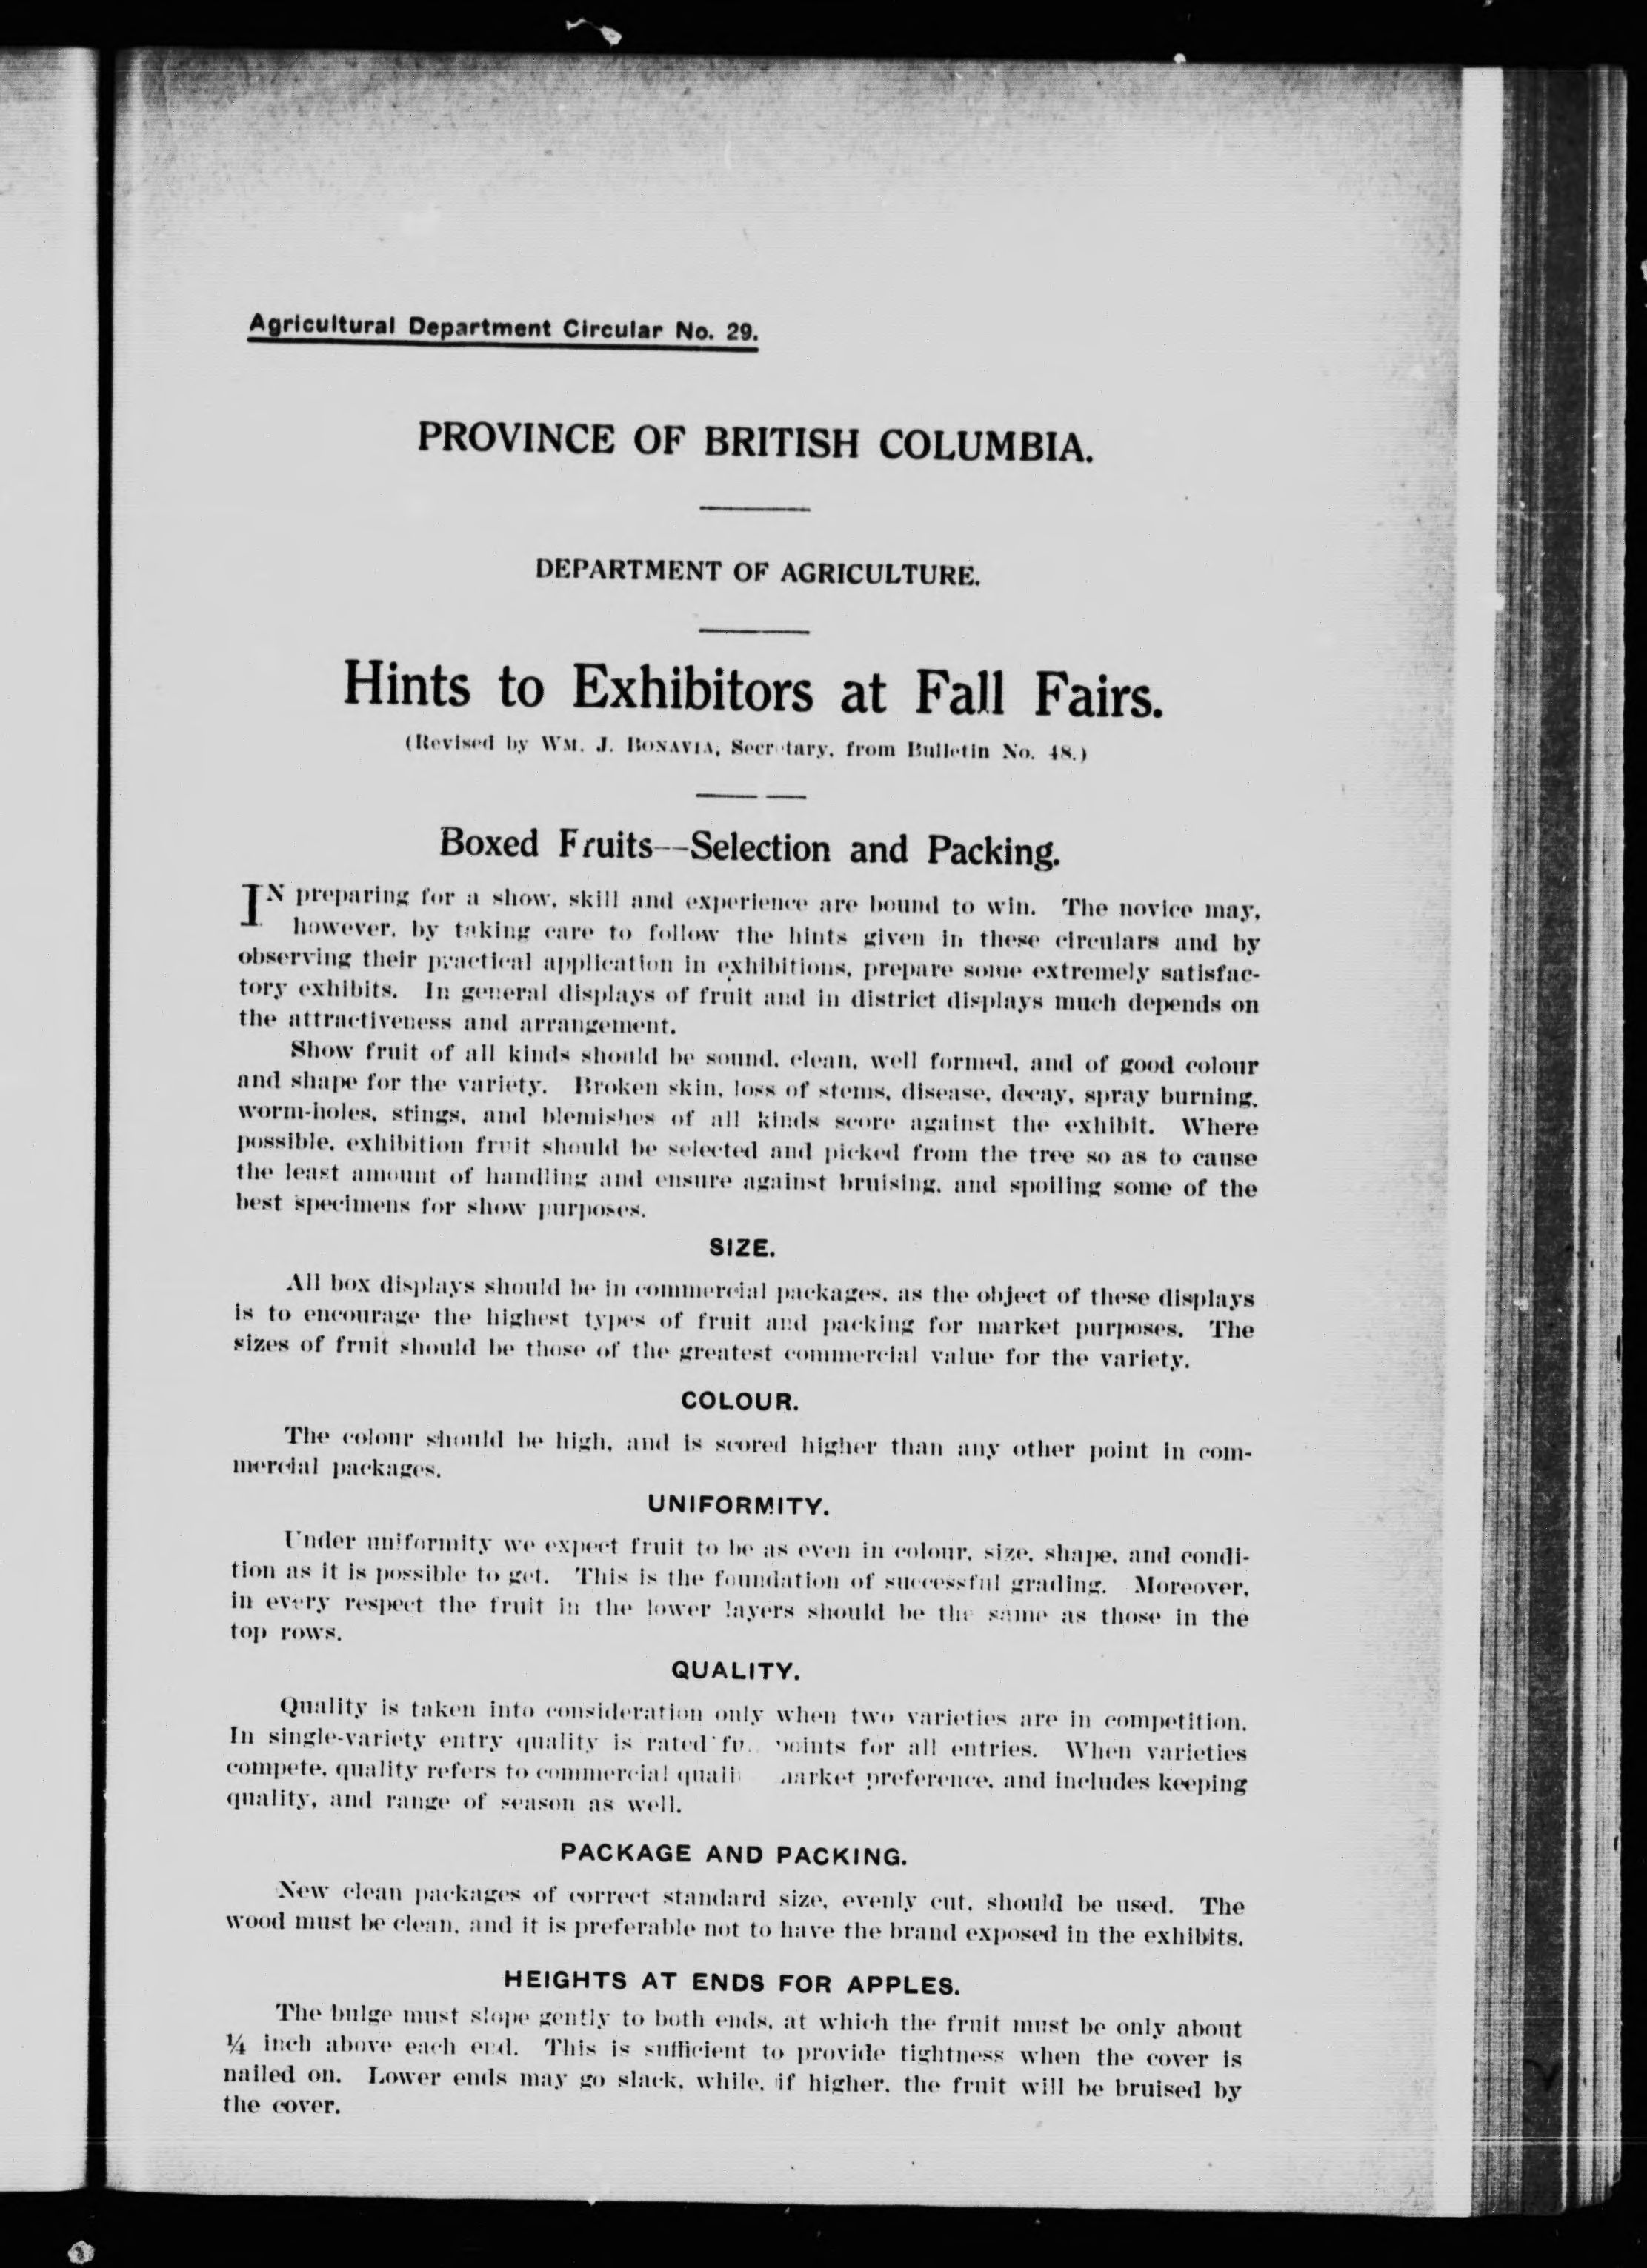 Agricultural Department Circular No. 29.
PROVINCE OF BRITISH COLUMBIA.
DEPARTMENT OF AGRICULTURE.
Hints to Exhibitors at Fall Fairs.
(Revised by WM. J. BONAVIA, Secretary, from Bulletin No. 48.)
Boxed Fruits—Selection and Packing.
IN preparing for a show, skill and experience are bound to win. The novice may,
however, by taking care to follow the hints given in these circulars and by
observing their practical application in exhibitions, prepare some extremely satisfac-
tory exhibits. In general displays of fruit and in district displays much depends on
the attractiveness and arrangement.
Show fruit of all kinds should be sound, clean, well formed, and of good colour
and shape for the variety. Broken skin, loss of stems, disease, decay, spray burning,
worm-holes, stings, and blemishes of all kinds score against the exhibit. Where
possible, exhibition fruit should be selected and picked from the tree so as to cause
the least amount of handling and ensure against bruising, and spoiling some of the
best specimens for show purposes.
SIZE.
All box displays should be in commercial packages, as the object of these displays
is to encourage the highest types of fruit and packing for market purposes. The
sizes of fruit should be those of the greatest commercial value for the variety.
COLOUR.
The colour should be high, and is scored higher than any other point in com-
mercial packages.
UNIFORMITY.
Under uniformity we expect fruit to be as even in colour, size, shape, and condi-
tion as it is possible to get. This is the foundation of successful grading. Moreover,
in every respect the fruit in the lower layers should be the same as those in the
top rows.
QUALITY.
Quality is taken into consideration only when two varieties are in competition.
In single-variety entry quality is rated points for all entries. When varieties
compete, quality refers to commercial market preference, and includes keeping
quality, and range of season as well.
PACKAGE AND PACKING.
New clean packages of correct standard size, evenly cut, should be used. The
wood must be clean, and it is preferable not to have the brand exposed in the exhibits.
HEIGHTS AT ENDS FOR APPLES.
The bulge must slope gently to both ends, at which the fruit must be only about
¼ inch above each end. This is sufficient to provide tightness when the cover is
nailed on. Lower ends may go slack, while, if higher, the fruit will be bruised by
the cover.